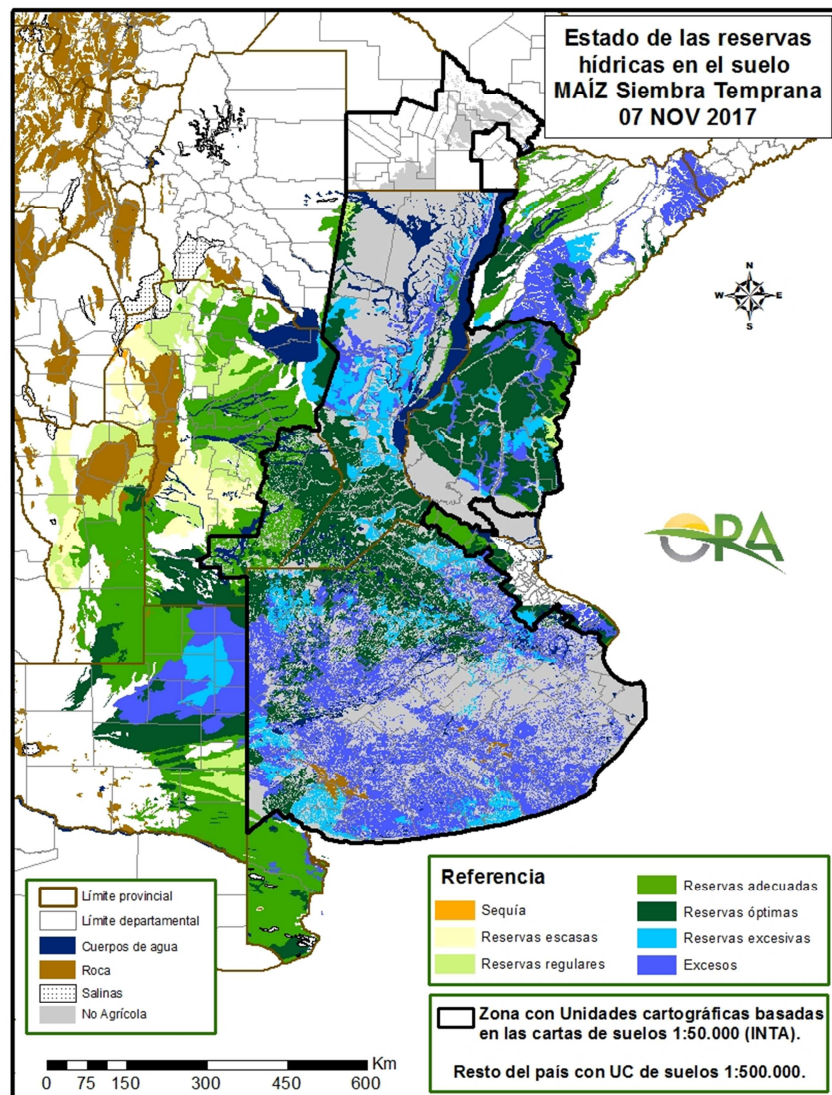 Estado de las reservas
hídricas en el suelo
MAÍZ Siembra Temprana
07 NOV 2017
N
W
E
S
OPA
Límite provincial
Límite departamental
Cuerpos de agua
Roca
Salinas
No Agrícola
Referencia
Sequía
Reservas escasas
Reservas regulares
Reservas adecuadas
Reservas óptimas
Reservas excesivas
Excesos
Zona con Unidades cartográficas basadas
en las cartas de suelos 1:50.000 (INTA).
Resto del país con UC de suelos 1:500.000.
Km
0 75 150 300 450 600